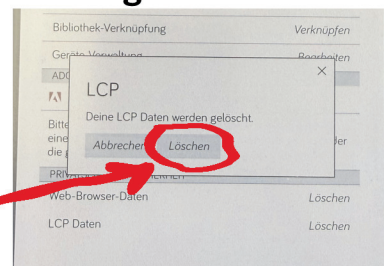 Bibliothek-Verknüpfung Verknüpfen
Geräte-Verwaltung Bearbeiten
LCP
Deine LCP Daten werden gelöscht.
Bitte
eine
die
Abbrechen Löschen
Web-Browser-Daten Löschen
LCP Daten Löschen